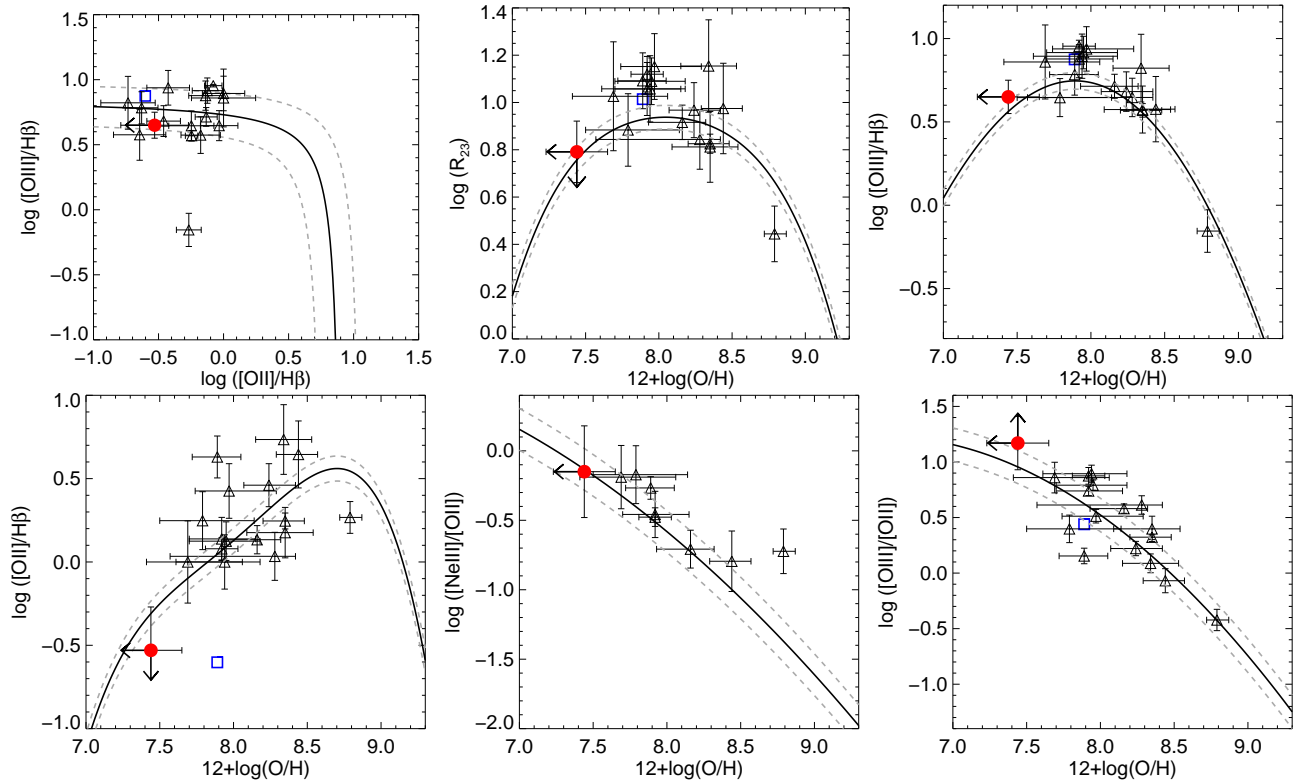 log ([OIII]/Hβ)
1.5
1.0
0.5
0.0
−0.5
−1.0
−1.0 −0.5 0.0 0.5 1.0 1.5
log ([OII]/Hβ)
log (R23)
1.4
1.2
1.0
0.8
0.6
0.4
0.2
0.0
7.0 7.5 8.0 8.5 9.0
12+log(O/H)
log ([OIII]/Hβ)
1.0
0.5
0.0
−0.5
7.0 7.5 8.0 8.5 9.0
12+log(O/H)
log ([OII]/Hβ)
1.0
0.5
0.0
−0.5
−1.0
7.0 7.5 8.0 8.5 9.0
12+log(O/H)
log ([NeIII]/[OII])
0.0
−0.5
−1.0
−1.5
−2.0
7.0 7.5 8.0 8.5 9.0
12+log(O/H)
log ([OIII]/[OII])
1.5
1.0
0.5
0.0
−0.5
−1.0
7.0 7.5 8.0 8.5 9.0
12+log(O/H)